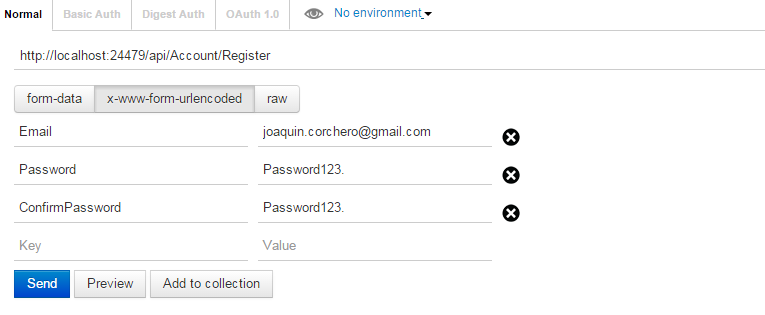 Normal Basic Auth Digest Auth OAuth 1.0 No environment
http://localhost:24479/api/Account/Register
form-data x-www-form-urlencoded raw
Email joaquin.corchero@gmail.com
Password Password123.
ConfirmPassword Password123.
Key Value
Send Preview Add to collection